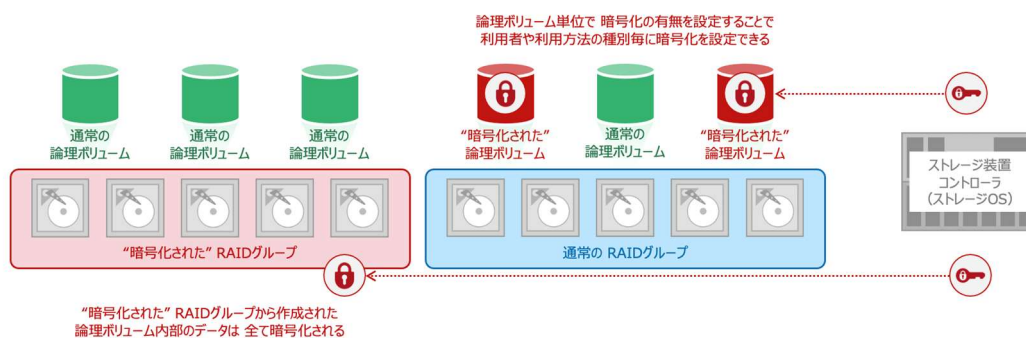 論理ボリューム単位で 暗号化の有無を設定することで
利用者や利用方法の種別毎に暗号化を設定できる
通常の
論理ボリューム
通常の
論理ボリューム
通常の
論理ボリューム
“暗号化された”
論理ボリューム
通常の
論理ボリューム
“暗号化された”
論理ボリューム
ストレージ装置
コントローラ
(ストレージOS)
“暗号化された” RAIDグループ
通常の RAIDグループ
“暗号化された” RAIDグループから作成された
論理ボリューム内部のデータは 全て暗号化される